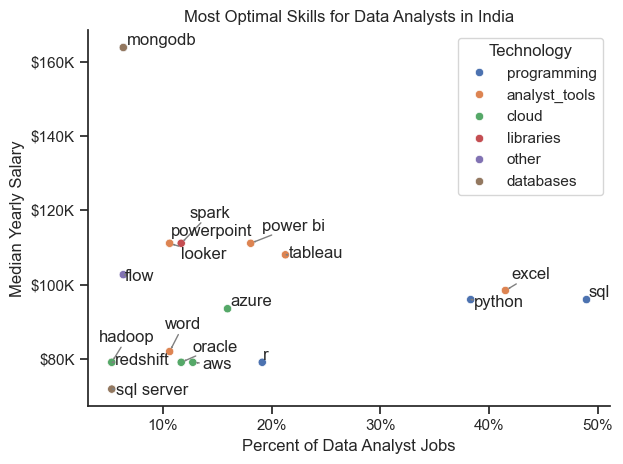 Most Optimal Skills for Data Analysts in India
mongodb
Technology
programming
analyst_tools
cloud
libraries
other
databases
$160K
$140K
$120K
$100K
$80K
Median Yearly Salary
spark
powerpoint
power bi
looker
tableau
flow
excel
sql
python
azure
word
hadoop
oracle
redshift
aws
r
sql server
10%
20%
30%
40%
50%
Percent of Data Analyst Jobs